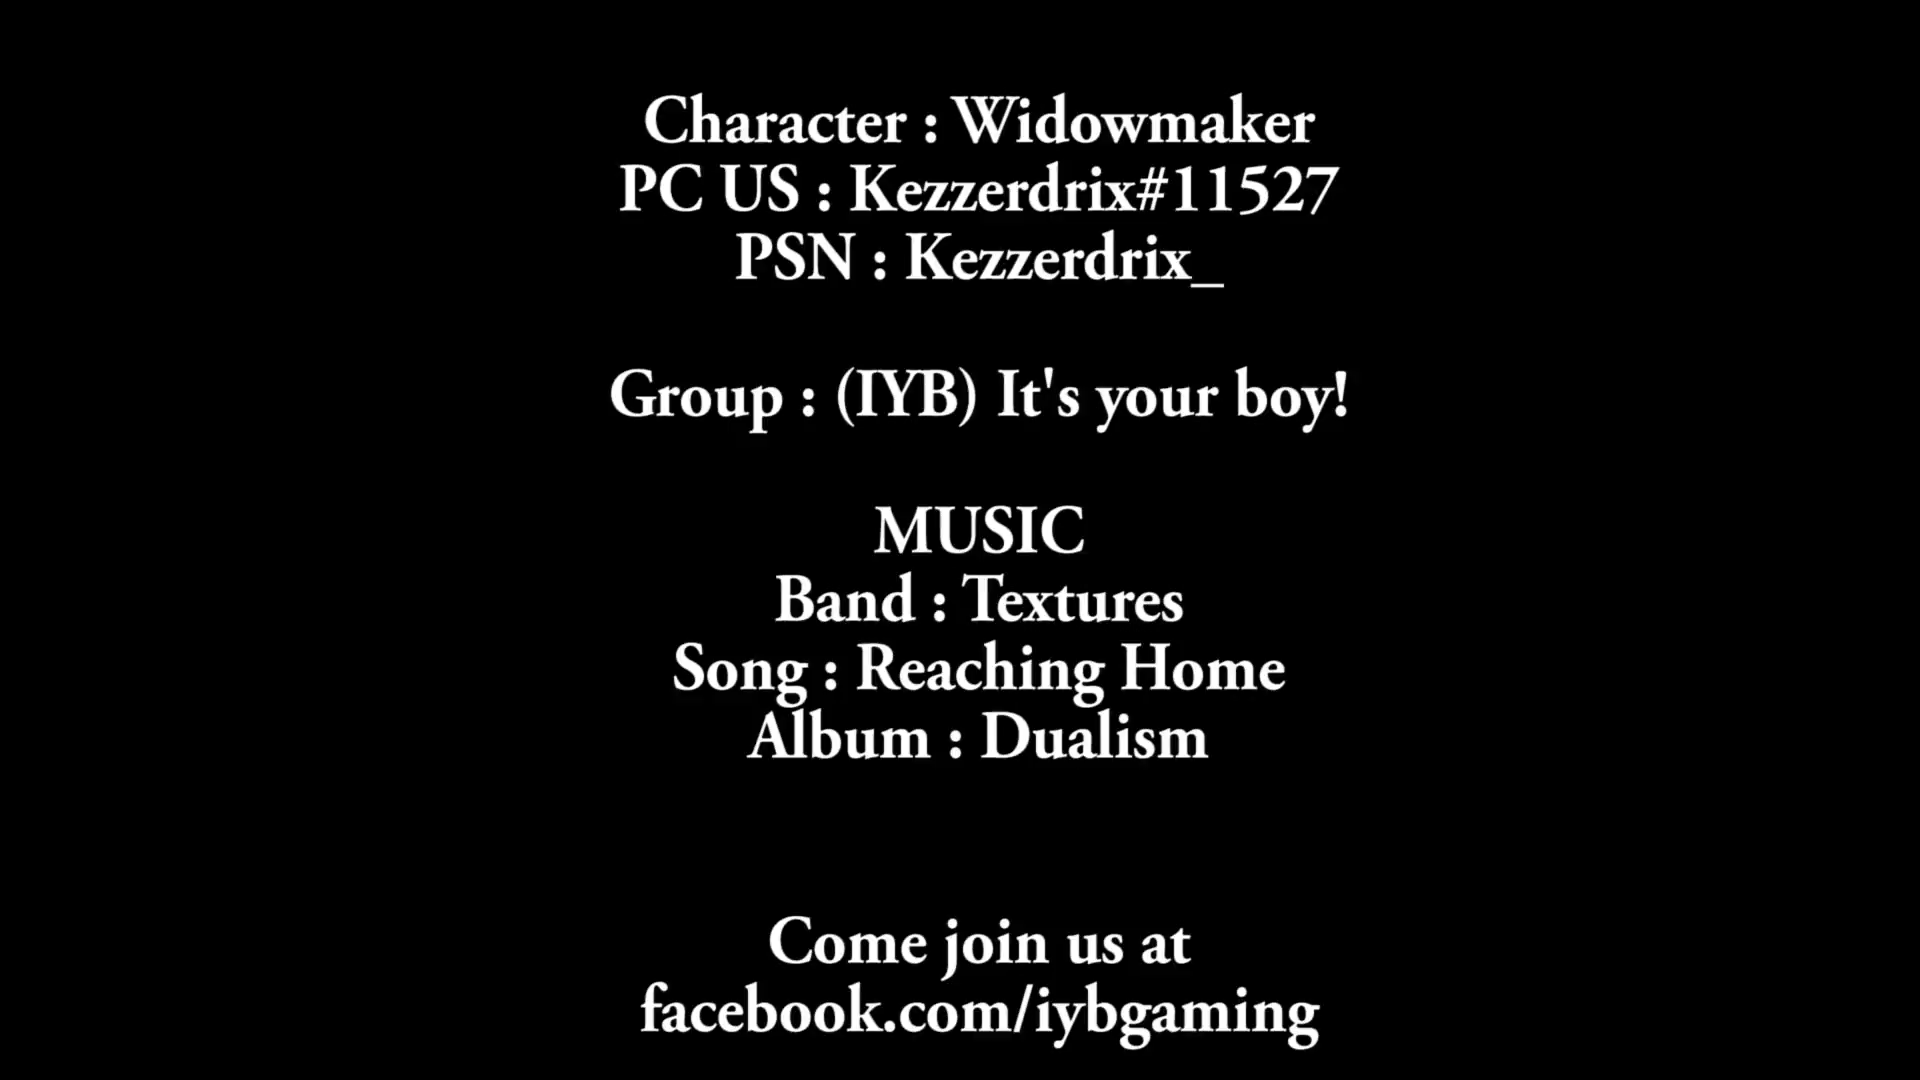 Character : Widowmaker
PC US : Kezzerdrix#11527
PSN : Kezzerdrix_
Group : (IYB) It's your boy!
MUSIC
Band : Textures
Song : Reaching Home
Album : Dualism
Come join us at
facebook.com/iybgaming